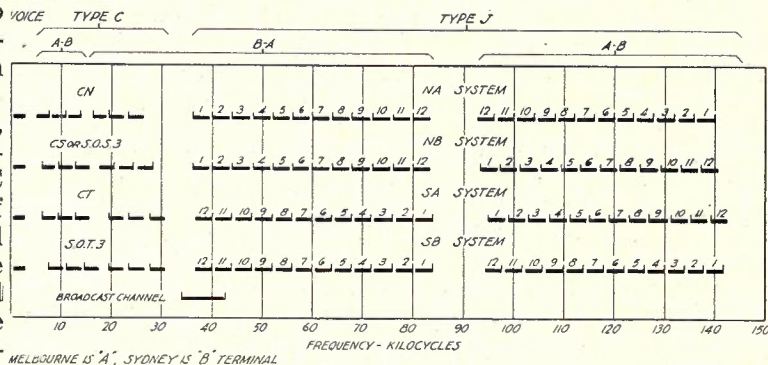 VOICE TYPE C TYPE J
A-B B-A A-B
CN NA SYSTEM
1 2 3 4 5 6 7 8 9 10 11 12 12 11 10 9 8 7 6 5 4 3 2 1
CS OR S.O.S.3 NB SYSTEM
1 2 3 4 5 6 7 8 9 10 11 12 1 2 3 4 5 6 7 8 9 10 11 12
CT SA SYSTEM
12 11 10 9 8 7 6 5 4 3 2 1 1 2 3 4 5 6 7 8 9 10 11 12
S.O.T.3 SB SYSTEM
12 11 10 9 8 7 6 5 4 3 2 1 12 11 10 9 8 7 6 5 4 3 2 1
BROADCAST CHANNEL
10 20 30 40 50 60 70 80 90 100 110 120 130 140 150
FREQUENCY - KILOCYCLES
MELBOURNE IS "A", SYDNEY IS "B" TERMINAL